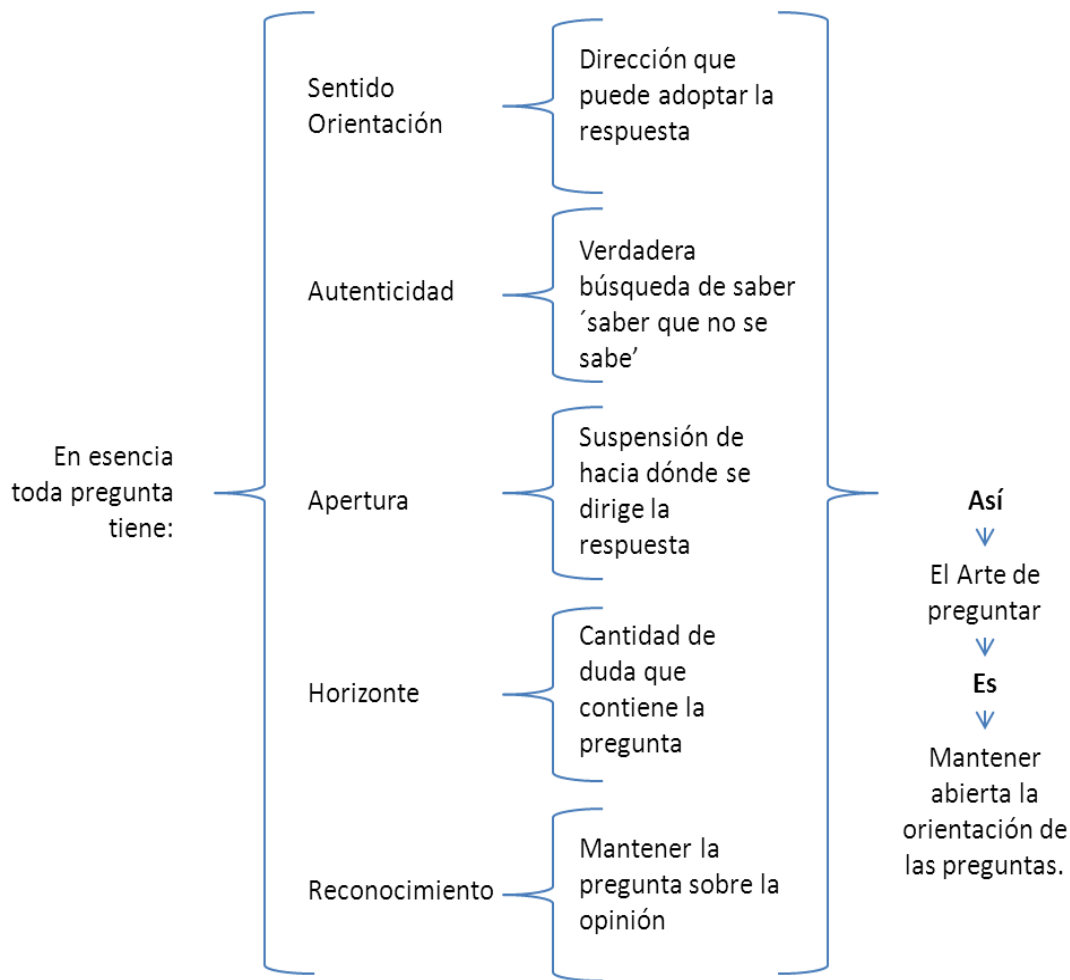 En esencia
toda pregunta
tiene:
Sentido
Orientación
Dirección que
puede adoptar la
respuesta
Autenticidad
Verdadera
búsqueda de saber
´saber que no se
sabe’
Apertura
Suspensión de
hacia dónde se
dirige la
respuesta
Horizonte
Cantidad de
duda que
contiene la
pregunta
Reconocimiento
Mantener la
pregunta sobre la
opinión
Así
El Arte de
preguntar
Es
Mantener
abierta la
orientación de
las preguntas.